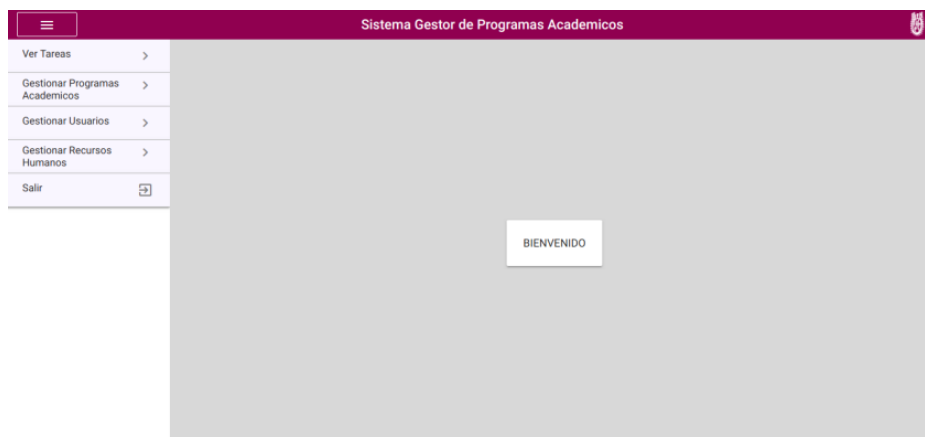 Sistema Gestor de Programas Academicos
Ver Tareas
Gestionar Programas
Academicos
Gestionar Usuarios
Gestionar Recursos
Humanos
Salir
BIENVENIDO